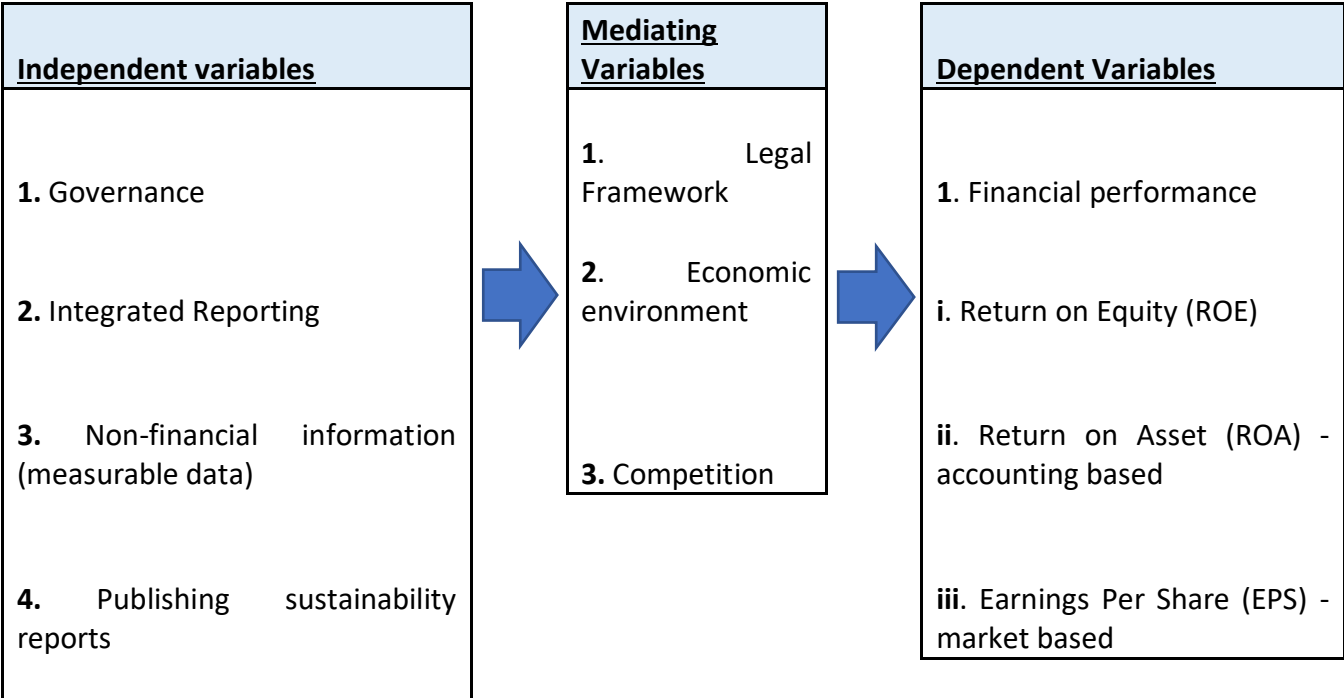 Independent variables
1. Governance
2. Integrated Reporting
3. Non-financial information
(measurable data)
4. Publishing sustainability
reports
Mediating
Variables
1. Legal
Framework
2. Economic
environment
3. Competition
Dependent Variables
1. Financial performance
i. Return on Equity (ROE)
ii. Return on Asset (ROA) -
accounting based
iii. Earnings Per Share (EPS) -
market based